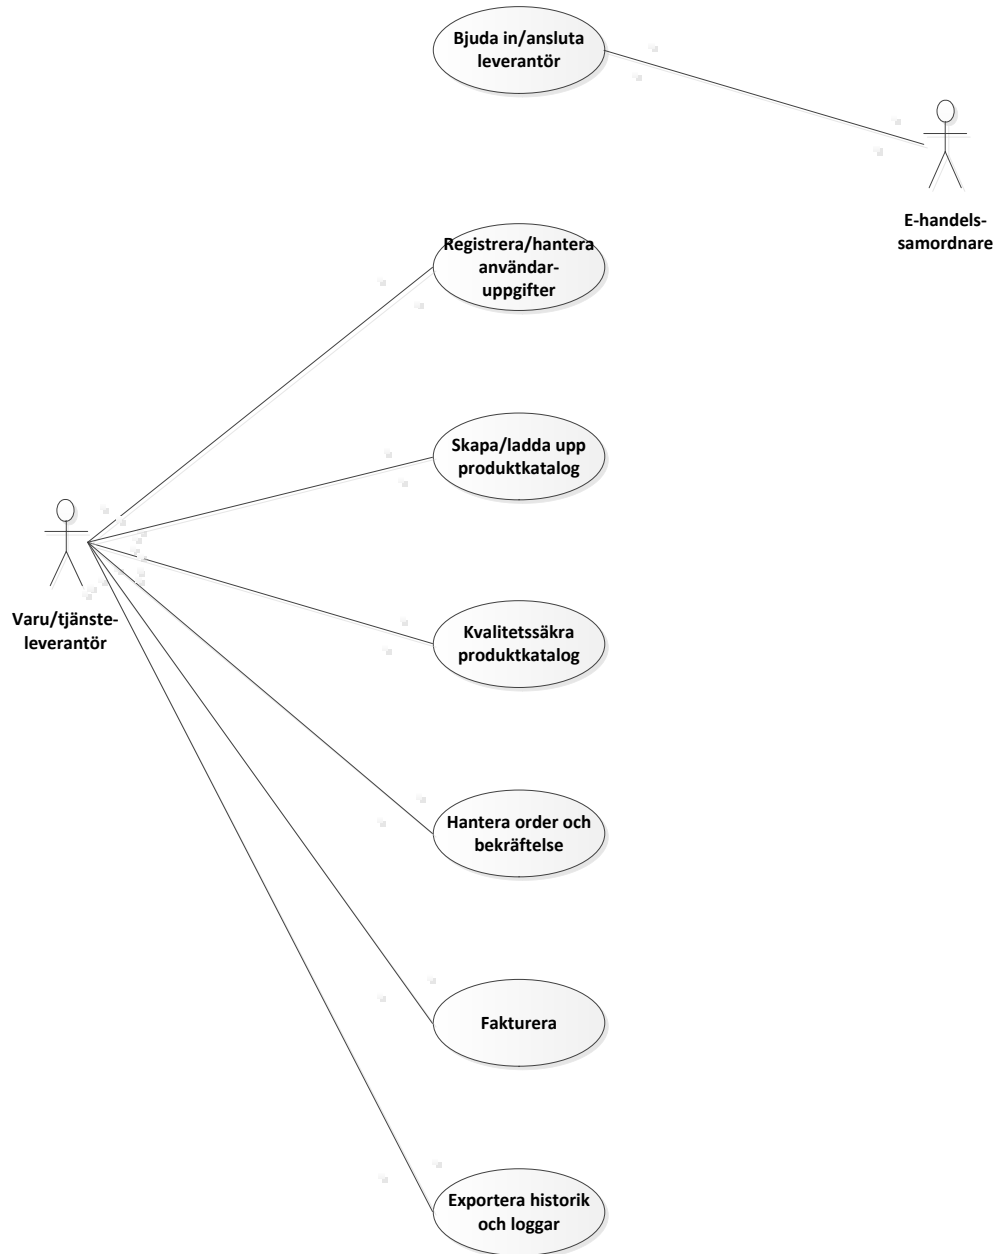 Bjuda in/ansluta
leverantör
E-handels-
samordnare
Registrera/hantera
användar-
uppgifter
Skapa/ladda upp
produktkatalog
Varu/tjänste-
leverantör
Kvalitetssäkra
produktkatalog
Hantera order och
bekräftelse
Fakturera
Exportera historik
och loggar